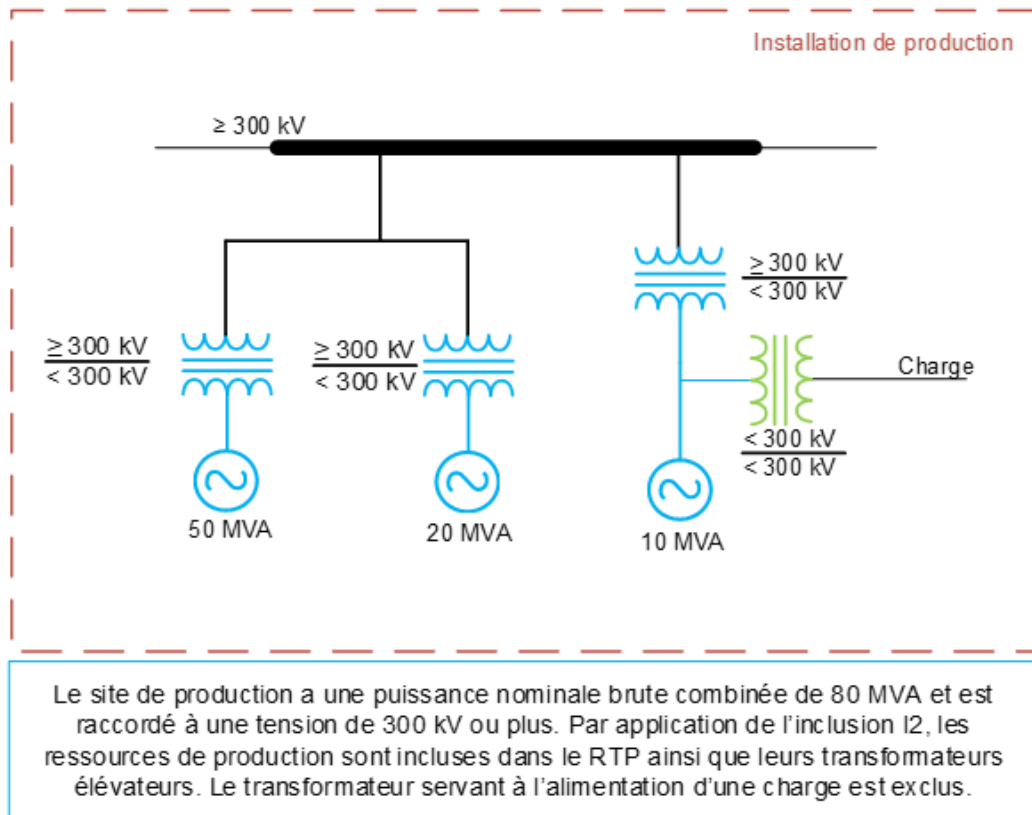 Installation de production
≥ 300 kV
≥ 300 kV
< 300 kV
≥ 300 kV
< 300 kV
≥ 300 kV
< 300 kV
Charge
< 300 kV
< 300 kV
50 MVA
20 MVA
10 MVA
Le site de production a une puissance nominale brute combinée de 80 MVA et est
raccordé à une tension de 300 kV ou plus. Par application de l'inclusion I2, les
ressources de production sont incluses dans le RTP ainsi que leurs transformateurs
élévateurs. Le transformateur servant à l'alimentation d'une charge est exclus.